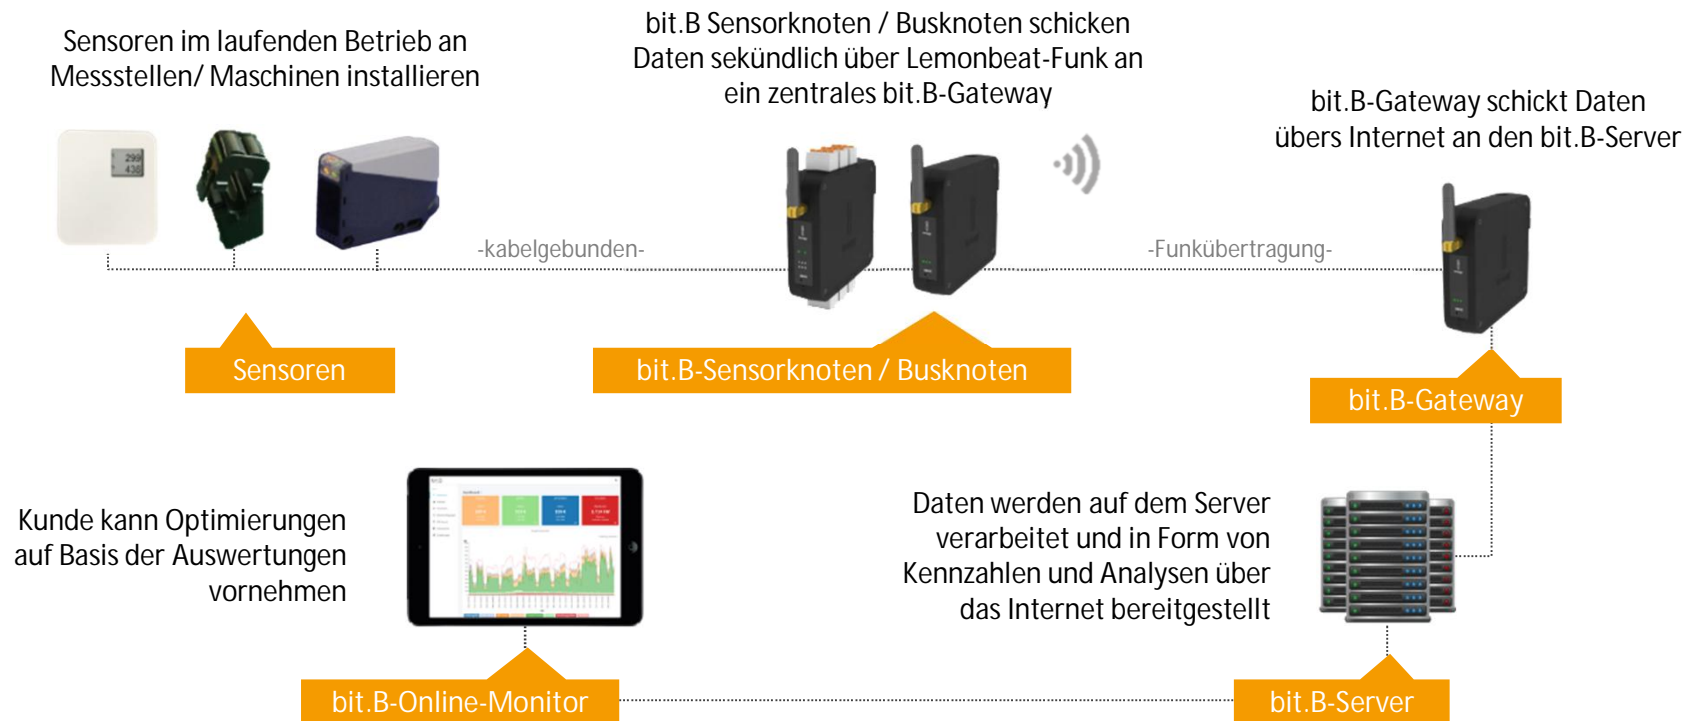 Sensoren im laufenden Betrieb an
Messstellen/ Maschinen installieren
bit.B Sensorknoten / Busknoten schicken
Daten sekündlich über Lemonbeat-Funk an
ein zentrales bit.B-Gateway
bit.B-Gateway schickt Daten
übers Internet an den bit.B-Server
299
438
-kabelgebunden-
-Funkübertragung-
Sensoren
bit.B-Sensorknoten / Busknoten
bit.B-Gateway
Kunde kann Optimierungen
auf Basis der Auswertungen
vornehmen
Daten werden auf dem Server
verarbeitet und in Form von
Kennzahlen und Analysen über
das Internet bereitgestellt
bit.B-Online-Monitor
bit.B-Server